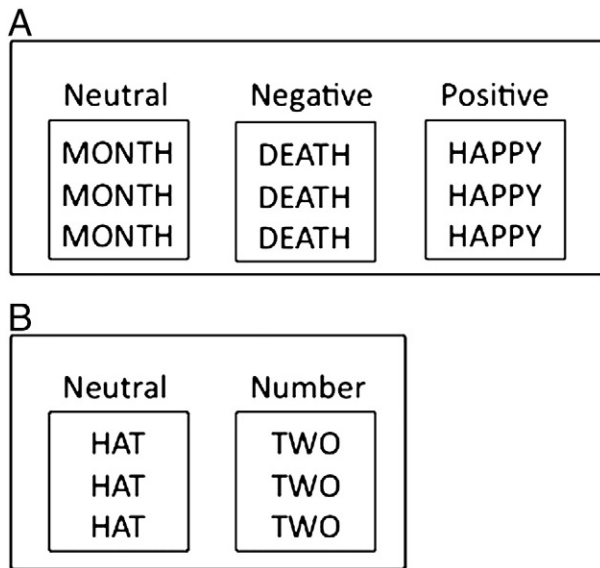 A
Neutral Negative Positive
MONTH DEATH HAPPY
MONTH DEATH HAPPY
MONTH DEATH HAPPY
B
Neutral Number
HAT TWO
HAT TWO
HAT TWO